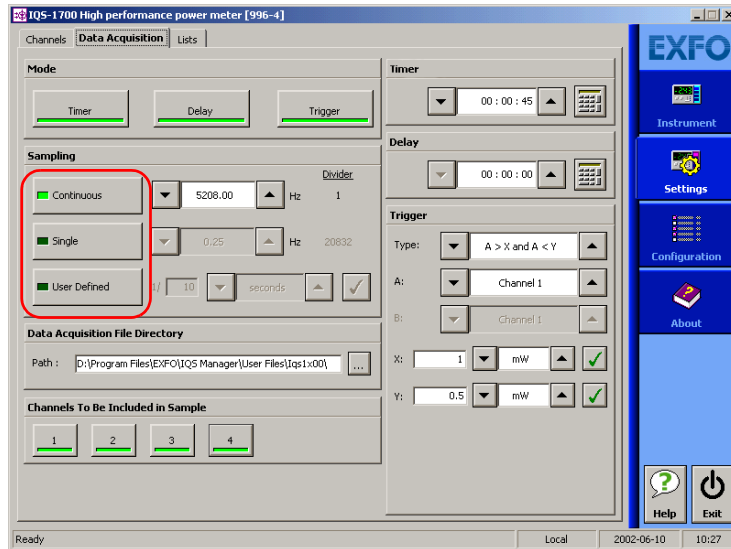 IQS-1700 High performance power meter [996-4]
Channels Data Acquisition Lists
Mode
Timer Delay Trigger
Sampling
Divider
Continuous 5208.00 Hz 1
Single 0.25 Hz 20832
User Defined 1/ 10 seconds
Data Acquisition File Directory
Path : D:\Program Files\EXFO\IQS Manager\User Files\Iqs1x00\ ...
Channels To Be Included in Sample
1 2 3 4
Timer
00 : 00 : 45
Delay
00 : 00 : 00
Trigger
Type: A > X and A < Y
A: Channel 1
B: Channel 1
X: 1 mW
Y: 0.5 mW
EXFO
Instrument
Settings
Configuration
About
Help Exit
Ready Local 2002-06-10 10:27